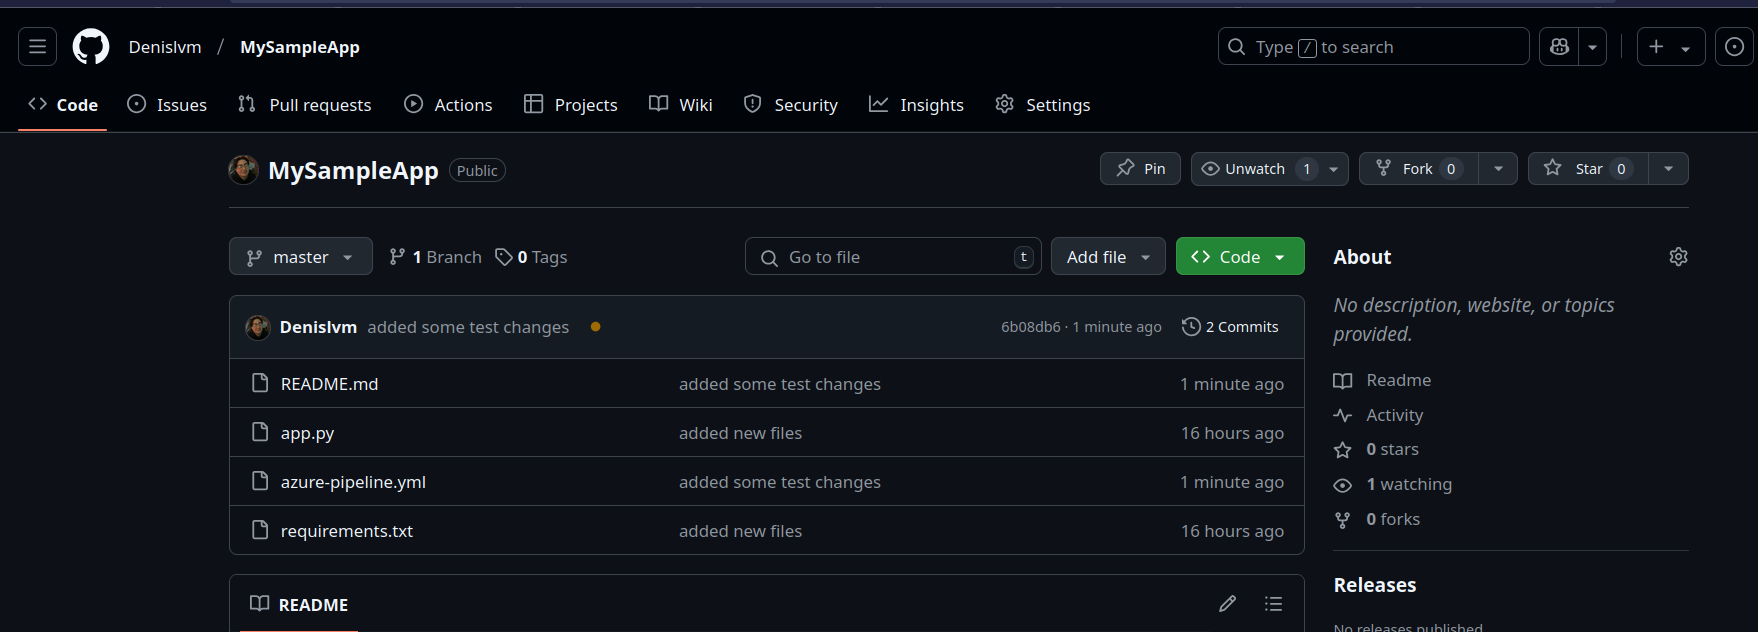 Denislvm / MySampleApp
Type / to search
Code Issues Pull requests Actions Projects Wiki Security Insights Settings
MySampleApp Public
Pin Unwatch 1 Fork 0 Star 0
master 1 Branch 0 Tags Go to file t Add file Code
Denislvm added some test changes 6b08db6 · 1 minute ago 2 Commits
README.md added some test changes 1 minute ago
app.py added new files 16 hours ago
azure-pipeline.yml added some test changes 1 minute ago
requirements.txt added new files 16 hours ago
README
About
No description, website, or topics
provided.
Readme
Activity
0 stars
1 watching
0 forks
Releases
No releases published